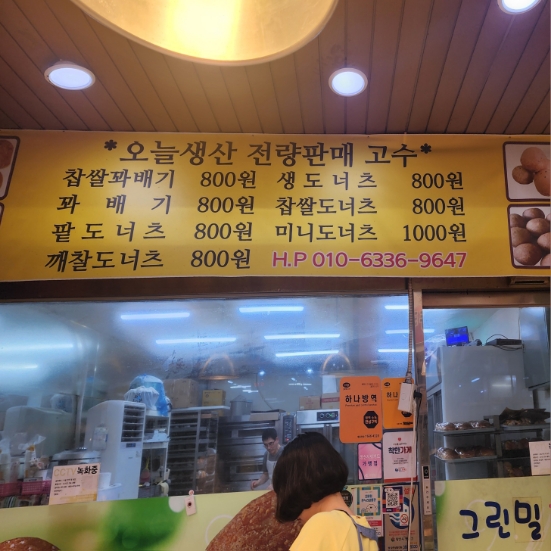 *오늘생산 전량판매 고수*
찹쌀꽈배기 800원 생도너츠 800원
꽈배기 800원 찹쌀도너츠 800원
팥도너츠 800원 미니도너츠 1000원
깨찰도너츠 800원 H.P 010-6336-9647
하나방역
착한가게
가맹점
녹화중
그린밀